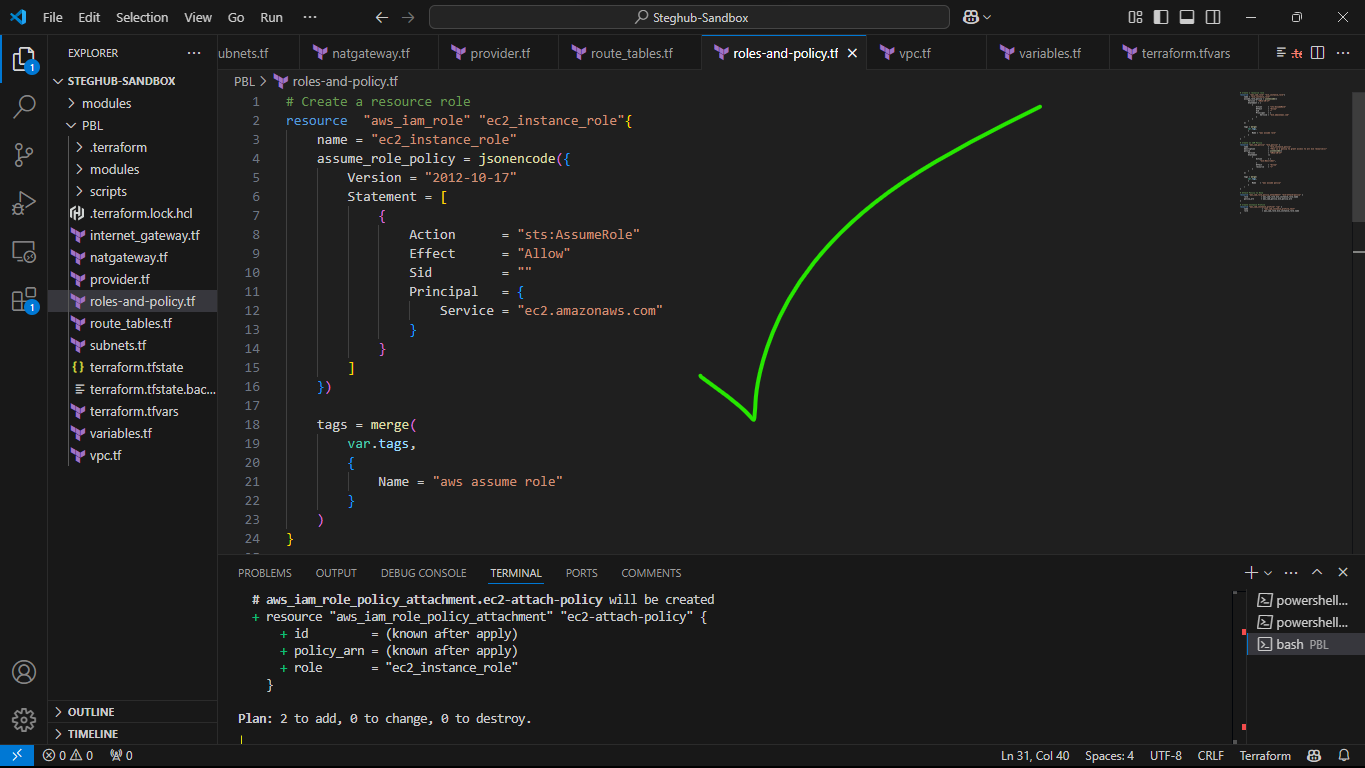 File Edit Selection View Go Run ··· Steghub-Sandbox
EXPLORER ···
STEGHUB-SANDBOX
modules
PBL
.terraform
modules
scripts
.terraform.lock.hcl
internet_gateway.tf
natgateway.tf
provider.tf
roles-and-policy.tf
route_tables.tf
subnets.tf
terraform.tfstate
terraform.tfstate.bac...
terraform.tfvars
variables.tf
vpc.tf
OUTLINE
TIMELINE
1
1
ubnets.tf natgateway.tf provider.tf route_tables.tf roles-and-policy.tf vpc.tf variables.tf terraform.tfvars .te ···
PBL > roles-and-policy.tf
1 # Create a resource role
2 resource  "aws_iam_role" "ec2_instance_role"{
3     name = "ec2_instance_role"
4     assume_role_policy = jsonencode({
5         Version = "2012-10-17"
6         Statement = [
7             {
8                 Action      = "sts:AssumeRole"
9                 Effect      = "Allow"
10                 Sid         = ""
11                 Principal   = {
12                     Service = "ec2.amazonaws.com"
13                 }
14             }
15         ]
16     })
17
18     tags = merge(
19         var.tags,
20         {
21             Name = "aws assume role"
22         }
23     )
24 }
PROBLEMS OUTPUT DEBUG CONSOLE TERMINAL PORTS COMMENTS
# aws_iam_role_policy_attachment.ec2-attach-policy will be created
+ resource "aws_iam_role_policy_attachment" "ec2-attach-policy" {
+ id         = (known after apply)
+ policy_arn = (known after apply)
+ role       = "ec2_instance_role"
}
Plan: 2 to add, 0 to change, 0 to destroy.
powershell...
powershell...
bash PBL
0 0 0 Ln 31, Col 40 Spaces: 4 UTF-8 CRLF Terraform